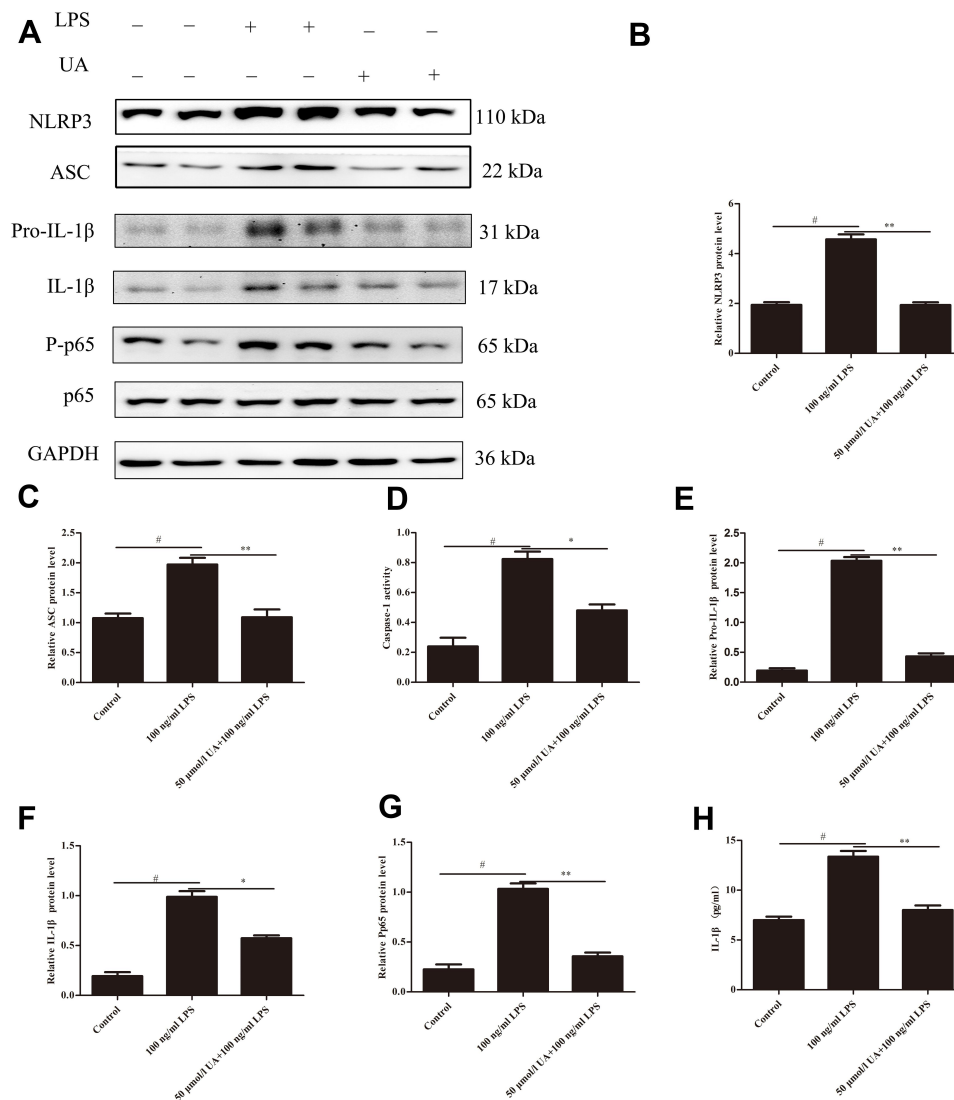 A
LPS – – + + – –
UA – – – – + +
NLRP3 110 kDa
ASC 22 kDa
Pro-IL-1β 31 kDa
IL-1β 17 kDa
P-p65 65 kDa
p65 65 kDa
GAPDH 36 kDa
B
Relative NLRP3 protein level
6
4
2
0
# **
Control
100 ng/ml LPS
50 μmol/l UA+100 ng/ml LPS
C
Relative ASC protein level
2.5
2.0
1.5
1.0
0.5
0.0
# **
Control
100 ng/ml LPS
50 μmol/l UA+100 ng/ml LPS
D
Caspase-1 activity
1.0
0.8
0.6
0.4
0.2
0.0
# *
Control
100 ng/ml LPS
50 μmol/l UA+100 ng/ml LPS
E
Relative Pro-IL-1β protein level
2.5
2.0
1.5
1.0
0.5
0.0
# **
Control
100 ng/ml LPS
50 μmol/l UA+100 ng/ml LPS
F
Relative IL-1β protein level
1.5
1.0
0.5
0.0
# *
Control
100 ng/ml LPS
50 μmol/l UA+100 ng/ml LPS
G
Relative Pp65 protein level
1.5
1.0
0.5
0.0
# **
Control
100 ng/ml LPS
50 μmol/l UA+100 ng/ml LPS
H
IL-1β (pg/ml)
15
10
5
0
# **
Control
100 ng/ml LPS
50 μmol/l UA+100 ng/ml LPS